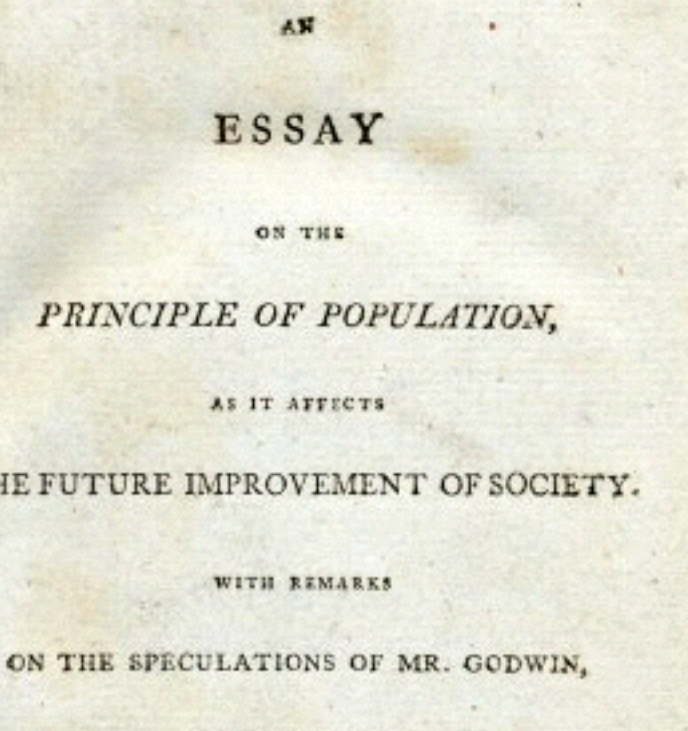 AN
ESSAY
ON THE
PRINCIPLE OF POPULATION,
AS IT AFFECTS
HE FUTURE IMPROVEMENT OF SOCIETY.
WITH REMARKS
ON THE SPECULATIONS OF MR. GODWIN,